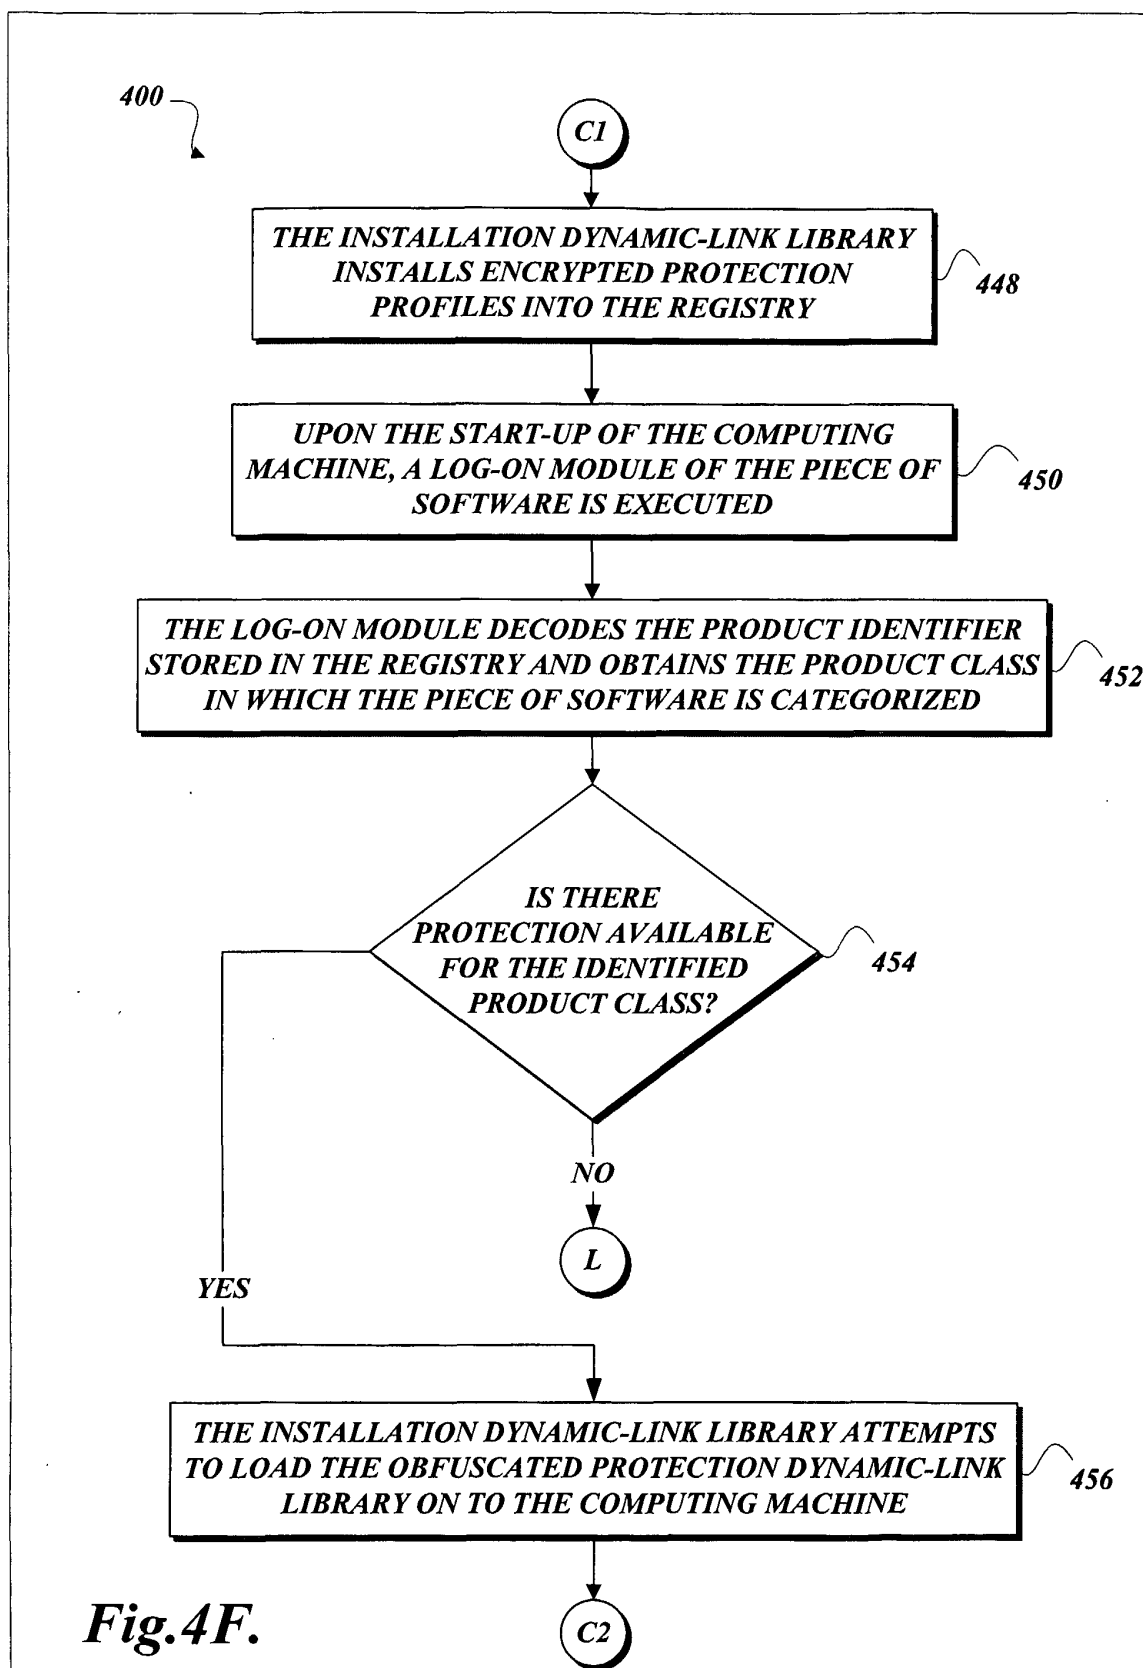 400
C1
THE INSTALLATION DYNAMIC-LINK LIBRARY
INSTALLS ENCRYPTED PROTECTION
PROFILES INTO THE REGISTRY
448
UPON THE START-UP OF THE COMPUTING
MACHINE, A LOG-ON MODULE OF THE PIECE OF
SOFTWARE IS EXECUTED
450
THE LOG-ON MODULE DECODES THE PRODUCT IDENTIFIER
STORED IN THE REGISTRY AND OBTAINS THE PRODUCT CLASS
IN WHICH THE PIECE OF SOFTWARE IS CATEGORIZED
452
IS THERE
PROTECTION AVAILABLE
FOR THE IDENTIFIED
PRODUCT CLASS?
454
NO
L
YES
THE INSTALLATION DYNAMIC-LINK LIBRARY ATTEMPTS
TO LOAD THE OBFUSCATED PROTECTION DYNAMIC-LINK
LIBRARY ON TO THE COMPUTING MACHINE
456
C2
Fig.4F.